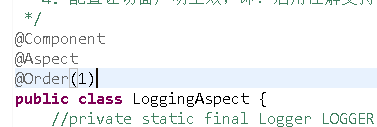 */
@Component
@Aspect
@Order(1)
public class LoggingAspect {
//private static final Logger LOGGER